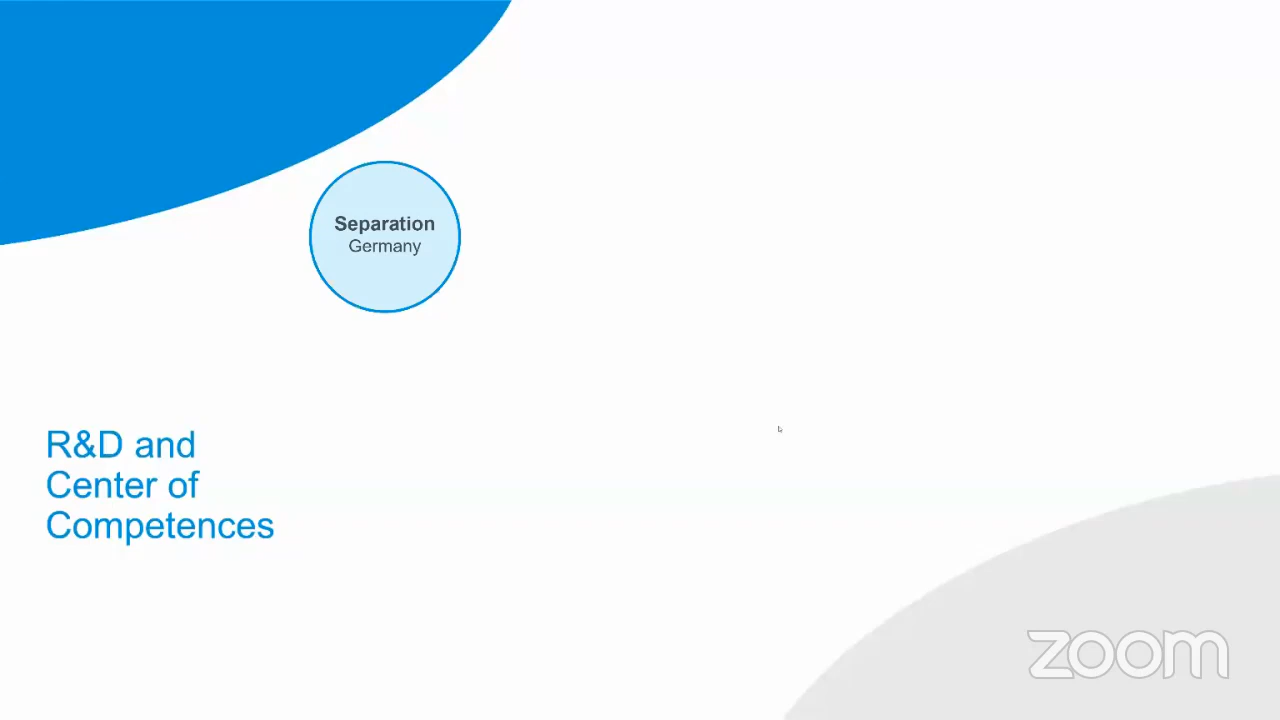 Separation
Germany
R&D and
Center of
Competences
zoom